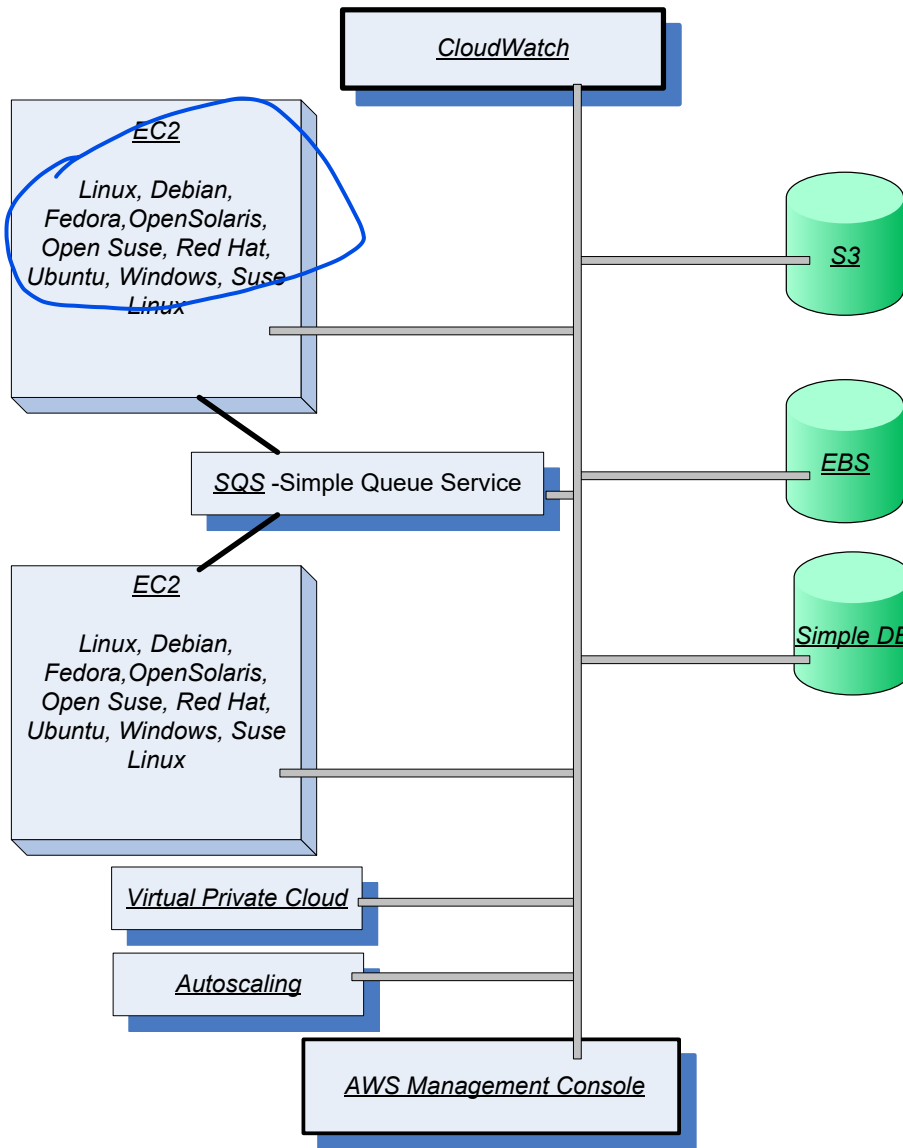 CloudWatch
EC2
Linux, Debian,
Fedora,OpenSolaris,
Open Suse, Red Hat,
Ubuntu, Windows, Suse
Linux
S3
EBS
SQS -Simple Queue Service
EC2
Linux, Debian,
Fedora,OpenSolaris,
Open Suse, Red Hat,
Ubuntu, Windows, Suse
Linux
Simple DB
Virtual Private Cloud
Autoscaling
AWS Management Console